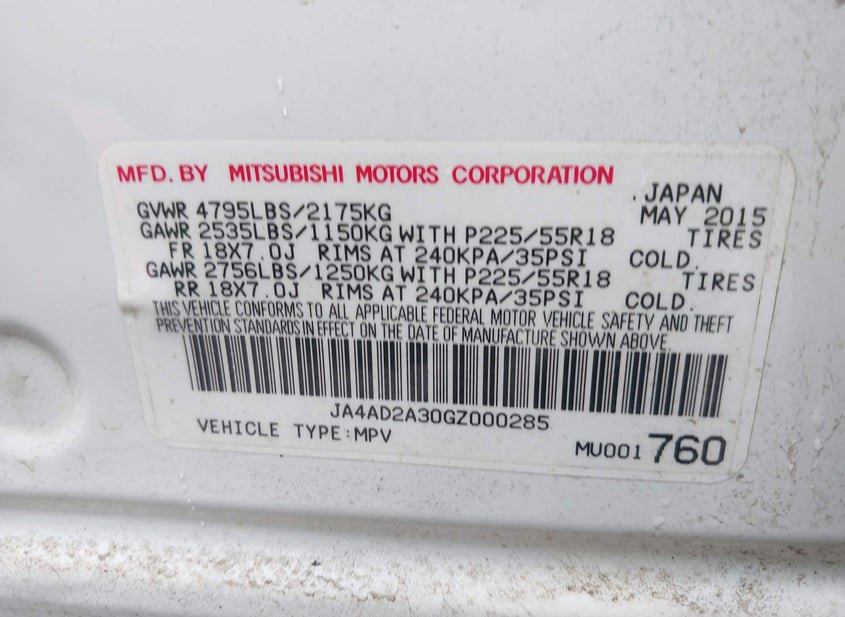 MFD. BY MITSUBISHI MOTORS CORPORATION
.JAPAN
GVWR 4795LBS/2175KG MAY 2015
GAWR 2535LBS/1150KG WITH P225/55R18 TIRES
FR 18X7.0J RIMS AT 240KPA/35PSI COLD.
GAWR 2756LBS/1250KG WITH P225/55R18 TIRES
RR 18X7.0J RIMS AT 240KPA/35PSI COLD.
THIS VEHICLE CONFORMS TO ALL APPLICABLE FEDERAL MOTOR VEHICLE SAFETY AND THEFT
PREVENTION STANDARDS IN EFFECT ON THE DATE OF MANUFACTURE SHOWN ABOVE.
JA4AD2A30GZ000285
VEHICLE TYPE:MPV
MU001 760